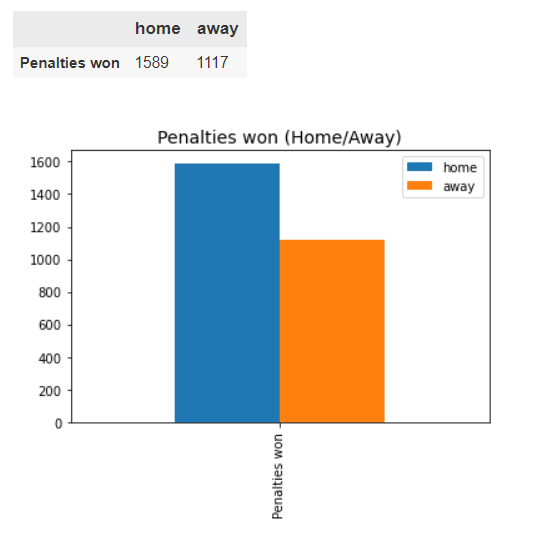 home away
Penalties won 1589 1117
Penalties won (Home/Away)
home
away
1600
1400
1200
1000
800
600
400
200
0
Penalties won